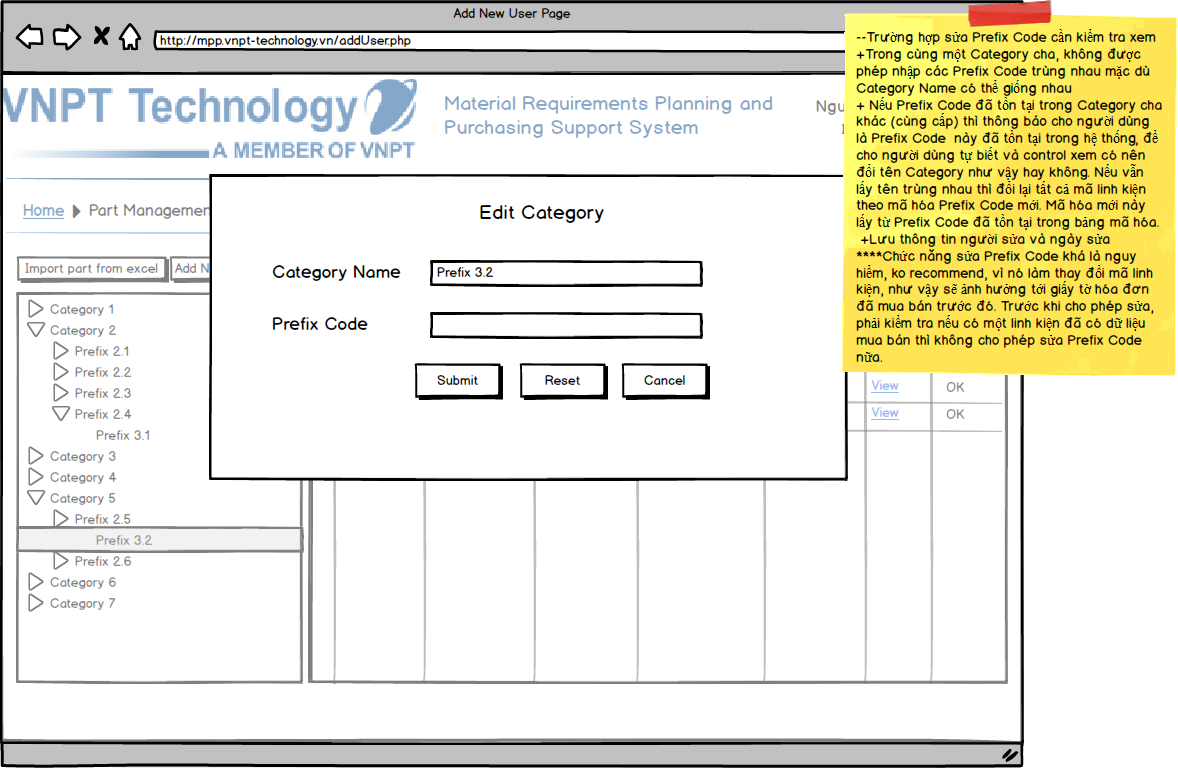 Add New User Page
http://mpp.vnpt-technology.vn/addUser.php
VNPT Technology
A MEMBER OF VNPT
Material Requirements Planning and
Purchasing Support System
Home
Part Managemen
Import part from excel
Add N
Category 1
Category 2
Prefix 2.1
Prefix 2.2
Prefix 2.3
Prefix 2.4
Prefix 3.1
Category 3
Category 4
Category 5
Prefix 2.5
Prefix 3.2
Prefix 2.6
Category 6
Category 7
Edit Category
Category Name
Prefix 3.2
Prefix Code
Submit
Reset
Cancel
View
OK
View
OK
--Trường hợp sửa Prefix Code cần kiểm tra xem
+Trong cùng một Category cha, không được
phép nhập các Prefix Code trùng nhau mặc dù
Category Name có thể giống nhau
+ Nếu Prefix Code đã tồn tại trong Category cha
khác (cùng cấp) thì thông báo cho người dùng
là Prefix Code này đã tồn tại trong hệ thống, để
cho người dùng tự biết và control xem có nên
đổi tên Category như vậy hay không. Nếu vẫn
lấy tên trùng nhau thì đổi lại tất cả mã linh kiện
theo mã hóa Prefix Code mới. Mã hóa mới này
lấy từ Prefix Code đã tồn tại trong bảng mã hóa.
+Lưu thông tin người sửa và ngày sửa
****Chức năng sửa Prefix Code khá là nguy
hiểm, ko recommend, vì nó làm thay đổi mã linh
kiện, như vậy sẽ ảnh hưởng tới giấy tờ hóa đơn
đã mua bán trước đó. Trước khi cho phép sửa,
phải kiểm tra nếu có một linh kiện đã có dữ liệu
mua bán thì không cho phép sửa Prefix Code
nữa.